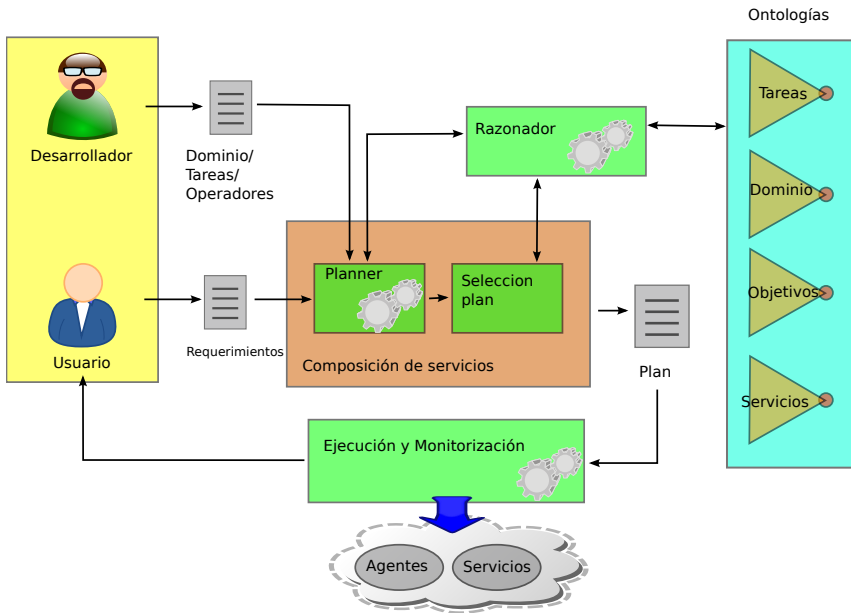 Ontologías
Desarrollador
Dominio/
Tareas/
Operadores
Razonador
Tareas
Dominio
Objetivos
Servicios
Usuario
Requerimientos
Planner
Seleccion
plan
Composición de servicios
Plan
Ejecución y Monitorización
Agentes
Servicios